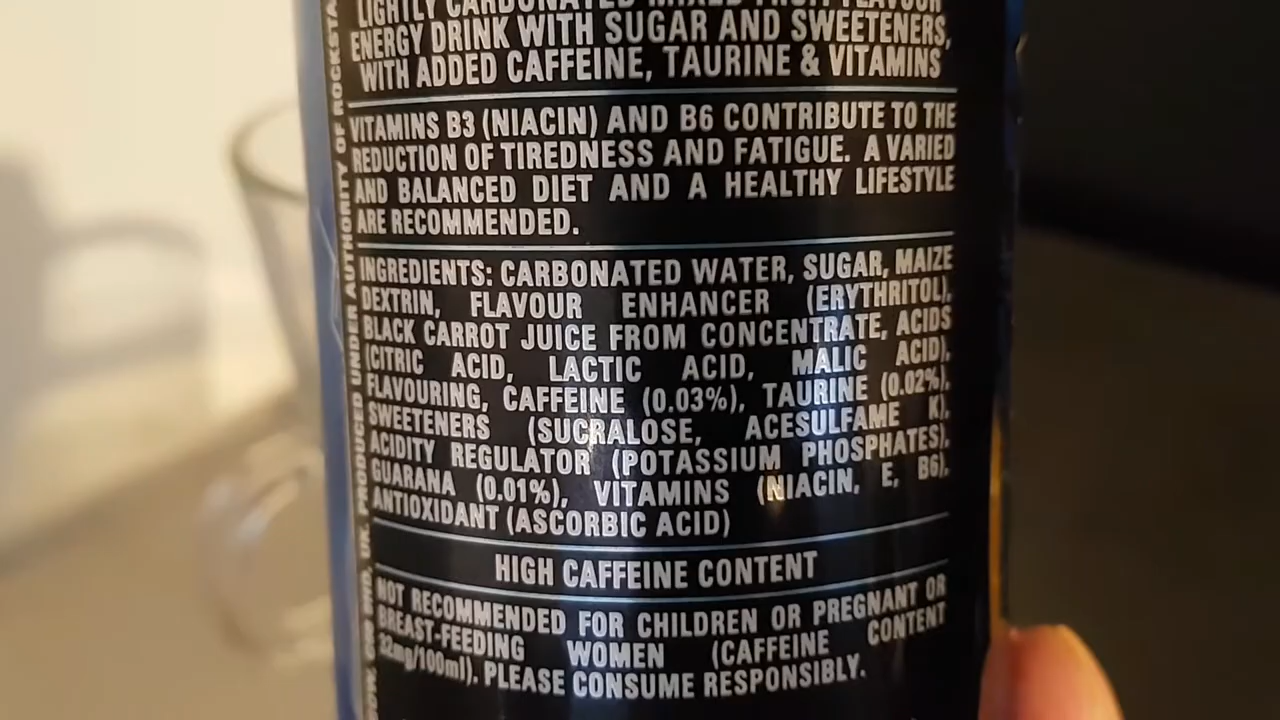 LIGHTLY CARBONATED MIXED FRUIT FLAVOUR
ENERGY DRINK WITH SUGAR AND SWEETENERS,
WITH ADDED CAFFEINE, TAURINE & VITAMINS
VITAMINS B3 (NIACIN) AND B6 CONTRIBUTE TO THE
REDUCTION OF TIREDNESS AND FATIGUE. A VARIED
AND BALANCED DIET AND A HEALTHY LIFESTYLE
ARE RECOMMENDED.
INGREDIENTS: CARBONATED WATER, SUGAR, MAIZE
DEXTRIN, FLAVOUR ENHANCER (ERYTHRITOL),
BLACK CARROT JUICE FROM CONCENTRATE, ACIDS
(CITRIC ACID, LACTIC ACID, MALIC ACID),
FLAVOURING, CAFFEINE (0.03%), TAURINE (0.02%),
SWEETENERS (SUCRALOSE, ACESULFAME K),
ACIDITY REGULATOR (POTASSIUM PHOSPHATES),
GUARANA (0.01%), VITAMINS (NIACIN, E, B6),
ANTIOXIDANT (ASCORBIC ACID)
HIGH CAFFEINE CONTENT
NOT RECOMMENDED FOR CHILDREN OR PREGNANT OR
BREAST-FEEDING WOMEN (CAFFEINE CONTENT
32mg/100ml). PLEASE CONSUME RESPONSIBLY.
UK. PRODUCED UNDER AUTHORITY OF ROCKSTA